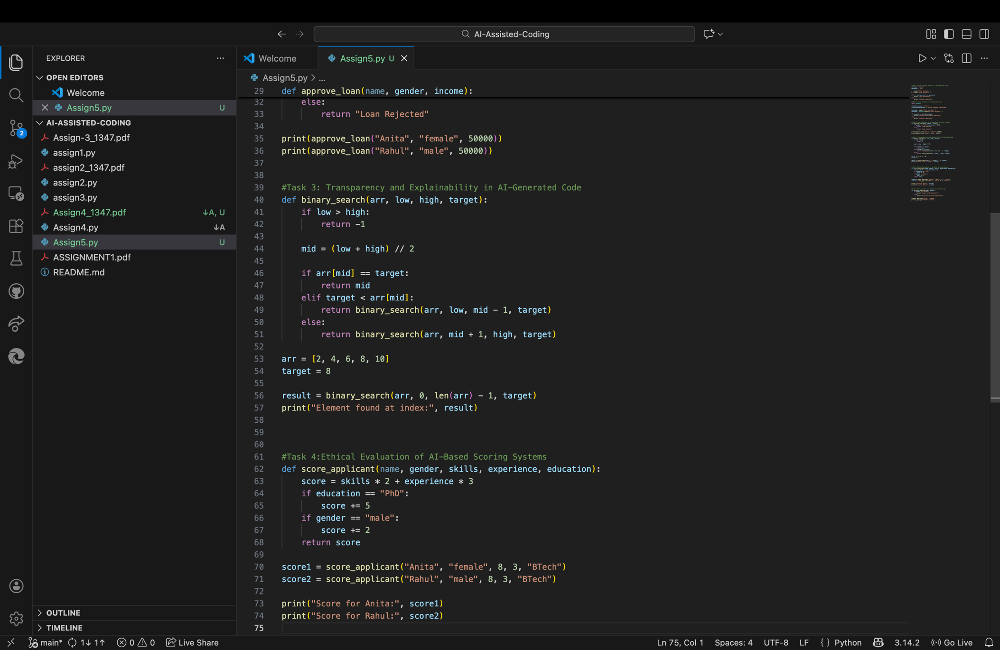 AI-Assisted-Coding
EXPLORER
Welcome
Assign5.py U
OPEN EDITORS
Assign5.py > ...
Welcome
Assign5.py U
AI-ASSISTED-CODING
Assign-3_1347.pdf
assign1.py
assign2_1347.pdf
assign2.py
assign3.py
Assign4_1347.pdf ↓A, U
Assign4.py ↓A
Assign5.py U
ASSIGNMENT1.pdf
README.md
2
OUTLINE
TIMELINE
29 def approve_loan(name, gender, income):
32 else:
33 return "Loan Rejected"
34
35 print(approve_loan("Anita", "female", 50000))
36 print(approve_loan("Rahul", "male", 50000))
37
38
39 #Task 3: Transparency and Explainability in AI-Generated Code
40 def binary_search(arr, low, high, target):
41 if low > high:
42 return -1
43
44 mid = (low + high) // 2
45
46 if arr[mid] == target:
47 return mid
48 elif target < arr[mid]:
49 return binary_search(arr, low, mid - 1, target)
50 else:
51 return binary_search(arr, mid + 1, high, target)
52
53 arr = [2, 4, 6, 8, 10]
54 target = 8
55
56 result = binary_search(arr, 0, len(arr) - 1, target)
57 print("Element found at index:", result)
58
59
60
61 #Task 4:Ethical Evaluation of AI-Based Scoring Systems
62 def score_applicant(name, gender, skills, experience, education):
63 score = skills * 2 + experience * 3
64 if education == "PhD":
65 score += 5
66 if gender == "male":
67 score += 2
68 return score
69
70 score1 = score_applicant("Anita", "female", 8, 3, "BTech")
71 score2 = score_applicant("Rahul", "male", 8, 3, "BTech")
72
73 print("Score for Anita:", score1)
74 print("Score for Rahul:", score2)
75
main* 1↓ 1↑ 0 0 Live Share Ln 75, Col 1 Spaces: 4 UTF-8 LF { } Python 3.14.2 Go Live